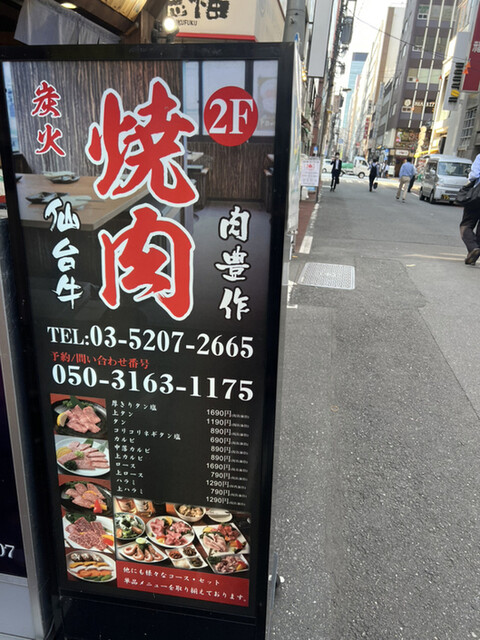 炭火
焼肉
2F
仙台牛
肉豊作
TEL:03-5207-2665
予約/問い合わせ番号
050-3163-1175
厚きりタン塩
上タン
タン
コリコリネギタン塩
カルビ
中落カルビ
上カルビ
ロース
上ロース
ハラミ
上ハラミ
1690円
1190円
890円
890円
690円
890円
890円
1690円
790円
1290円
790円
1290円
他にも様々なコース・セット
単品メニューを取り揃えております。
07